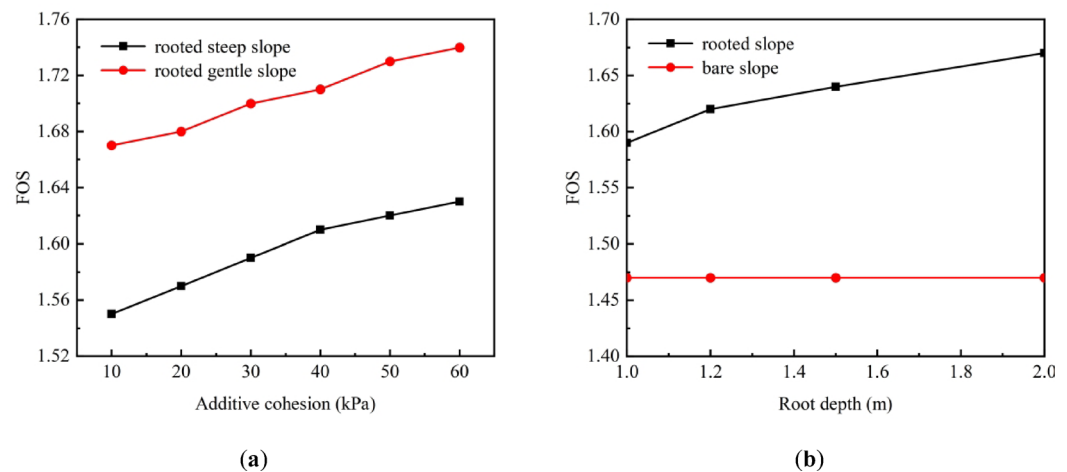 1.76
1.72
1.68
1.64
1.60
1.56
1.52
FOS
rooted steep slope
rooted gentle slope
10 20 30 40 50 60
Additive cohesion (kPa)
(a)
1.70
1.65
1.60
1.55
1.50
1.45
1.40
FOS
rooted slope
bare slope
1.0 1.2 1.4 1.6 1.8 2.0
Root depth (m)
(b)